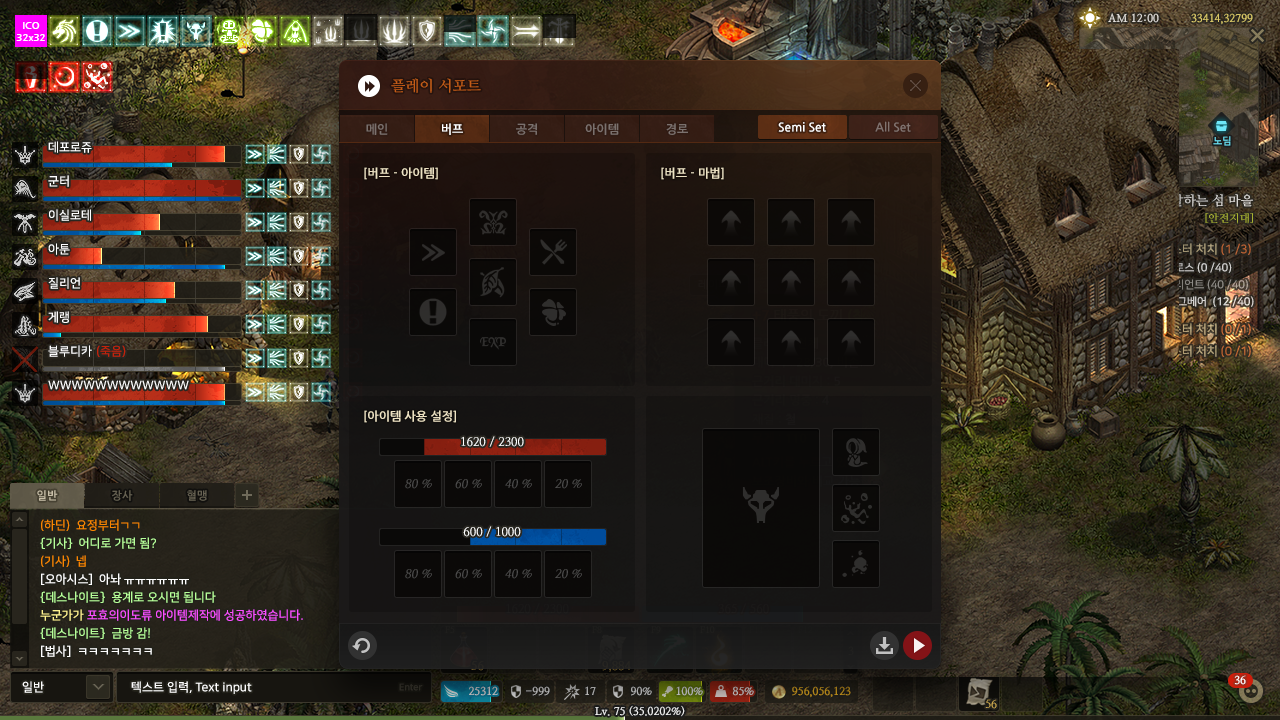 ICO
32x32
AM 12:00
33414,32799
플레이 서포트
메인
버프
공격
아이템
경로
Semi Set
All Set
노덤
데포로쥬
군터
이실로테
아툰
질리언
게랭
블루디카 (죽음)
WWWWWWWWWWWW
[버프 - 아이템]
EXP
[버프 - 마법]
하는 섬 마을
[안전지대]
처치 (1 /3)
(0 /40)
(40 /40)
그베어 (12 /40)
처치 (0/1)
처치 (0 /1)
[아이템 사용 설정]
1620 / 2300
80 %
60 %
40 %
20 %
600 / 1000
80 %
60 %
40 %
20 %
일반
장사
혈맹
+
(하딘) 요정부터ㄱㄱ
{기사} 어디로 가면 됨?
(기사) 넵
[오아시스] 아놔 ㅠㅠㅠㅠㅠㅠ
{데스나이트} 용계로 오시면 됩니다
누군가가 포효의이도류 아이템제작에 성공하였습니다.
{데스나이트} 금방 감!
[법사] ㅋㅋㅋㅋㅋㅋㅋ
일반
텍스트 입력, Text input
Enter
25312
-999
17
90%
100%
85%
956,056,123
56
36
Lv. 75 (35.0202%)